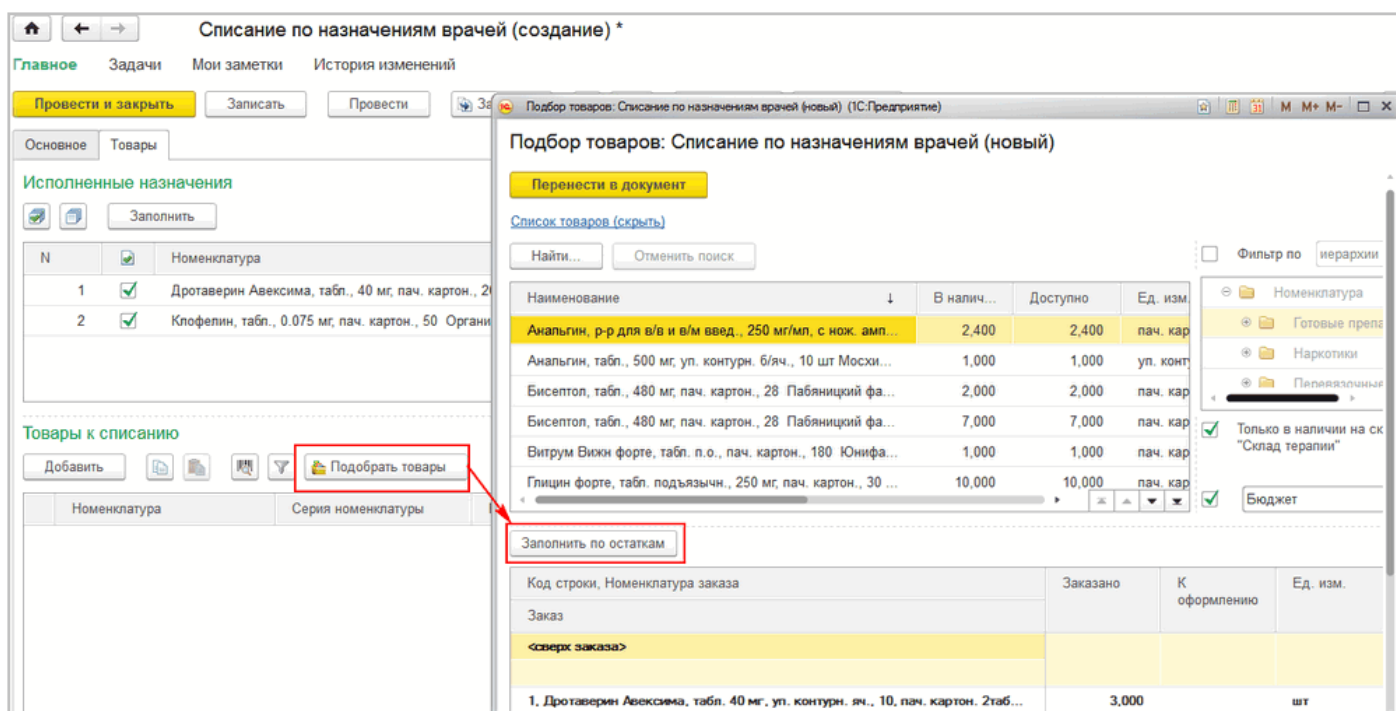 Списание по назначениям врачей (создание) *
Главное Задачи Мои заметки История изменений
Провести и закрыть Записать Провести
Основное Товары
Исполненные назначения
Заполнить
N Номенклатура
1 Дротаверин Авексима, табл., 40 мг, пач. картон.,
2 Клофелин, табл., 0.075 мг, пач. картон., 50 Органи
Товары к списанию
Добавить Подобрать товары
Номенклатура Серия номенклатуры
Подбор товаров: Списание по назначениям врачей (новый) (1С:Предприятие)
31 M M+ M-
Подбор товаров: Списание по назначениям врачей (новый)
Перенести в документ
Список товаров (скрыть)
Найти... Отменить поиск
Наименование ↓ В налич... Доступно Ед. изм.
Анальгин, р-р для в/в и в/м введ., 250 мг/мл, с нож. амп... 2,400 2,400 пач. кар
Анальгин, табл., 500 мг, уп. контурн. б/яч., 10 шт Мосхи... 1,000 1,000 уп. конт
Бисептол, табл., 480 мг, пач. картон., 28 Пабяницкий фа... 2,000 2,000 пач. кар
Бисептол, табл., 480 мг, пач. картон., 28 Пабяницкий фа... 7,000 7,000 пач. кар
Витрум Вижн форте, табл. п.о., пач. картон., 180 Юнифа... 1,000 1,000 пач. кар
Глицин форте, табл. подъязычн., 250 мг, пач. картон., 30 ... 10,000 10,000 пач. кар
Фильтр по иерархии
Номенклатура
Готовые препа
Наркотики
Перевязочные
Только в наличии на ск
"Склад терапии"
Бюджет
Заполнить по остаткам
Код строки, Номенклатура заказа Заказано К оформлению Ед. изм.
Заказ
<сверх заказа>
1, Дротаверин Авексима, табл. 40 мг, уп. контурн. яч., 10, пач. картон. 2таб... 3,000 шт